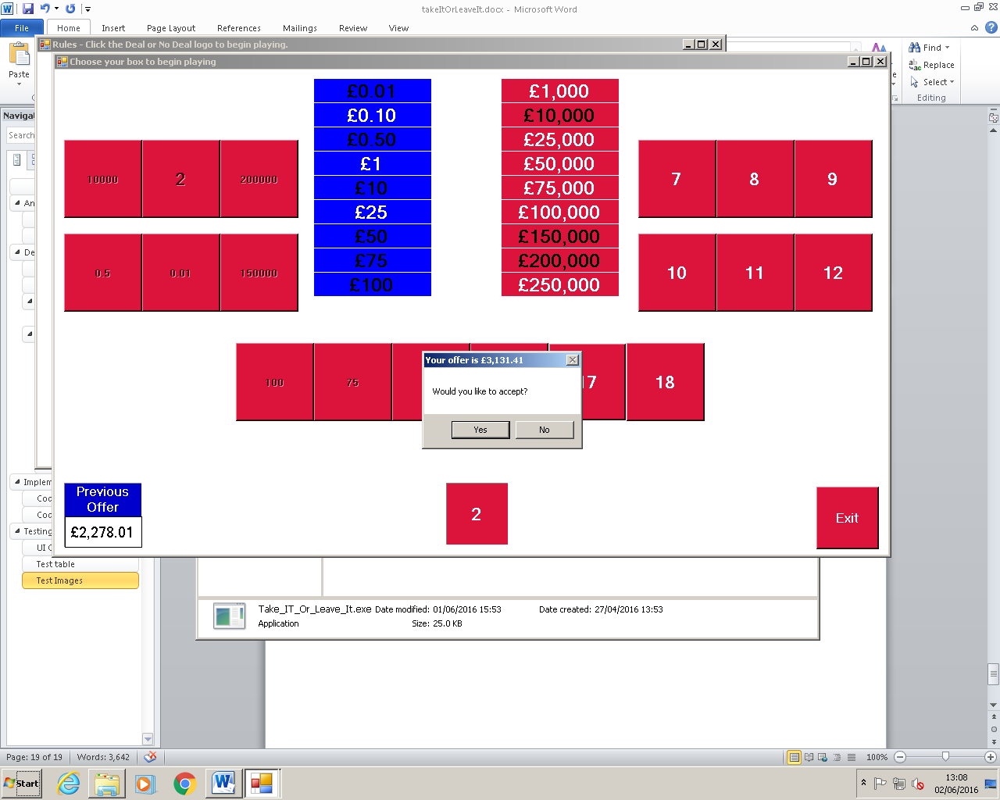 takeItOrLeaveIt.docx - Microsoft Word
File Home Insert Page Layout References Mailings Review View
Paste
Find
Replace
Select
Editing
Rules - Click the Deal or No Deal logo to begin playing.
Choose your box to begin playing
Navigat
Search
An
De
Implem
Coc
Coc
Testing
UI C
Test table
Test Images
£0.01
£0.10
£0.50
£1
£10
£25
£50
£75
£100
£1,000
£10,000
£25,000
£50,000
£75,000
£100,000
£150,000
£200,000
£250,000
10000 2 200000
0.5 0.01 150000
7 8 9
10 11 12
100 75 17 18
Your offer is £3,131.41
Would you like to accept?
Yes No
Previous
Offer
£2,278.01
2
Exit
Take_IT_Or_Leave_It.exe Date modified: 01/06/2016 15:53 Date created: 27/04/2016 13:53
Application Size: 25.0 KB
Page: 19 of 19 Words: 3,642 100%
Start 13:08
02/06/2016